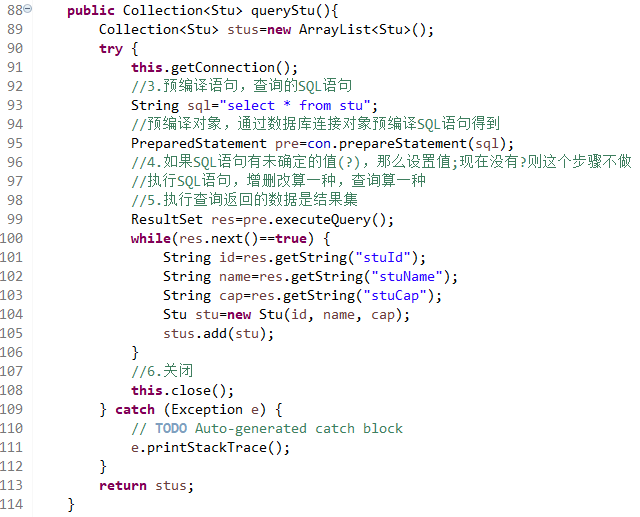 88 public Collection<Stu> queryStu(){
89 Collection<Stu> stus=new ArrayList<Stu>();
90 try {
91 this.getConnection();
92 //3.预编译语句，查询的SQL语句
93 String sql="select * from stu";
94 //预编译对象，通过数据库连接对象预编译SQL语句得到
95 PreparedStatement pre=con.prepareStatement(sql);
96 //4.如果SQL语句有未确定的值(?)，那么设置值;现在没有?则这个步骤不做
97 //执行SQL语句，增删改算一种，查询算一种
98 //5.执行查询返回的数据是结果集
99 ResultSet res=pre.executeQuery();
100 while(res.next()==true) {
101 String id=res.getString("stuId");
102 String name=res.getString("stuName");
103 String cap=res.getString("stuCap");
104 Stu stu=new Stu(id, name, cap);
105 stus.add(stu);
106 }
107 //6.关闭
108 this.close();
109 } catch (Exception e) {
110 // TODO Auto-generated catch block
111 e.printStackTrace();
112 }
113 return stus;
114 }